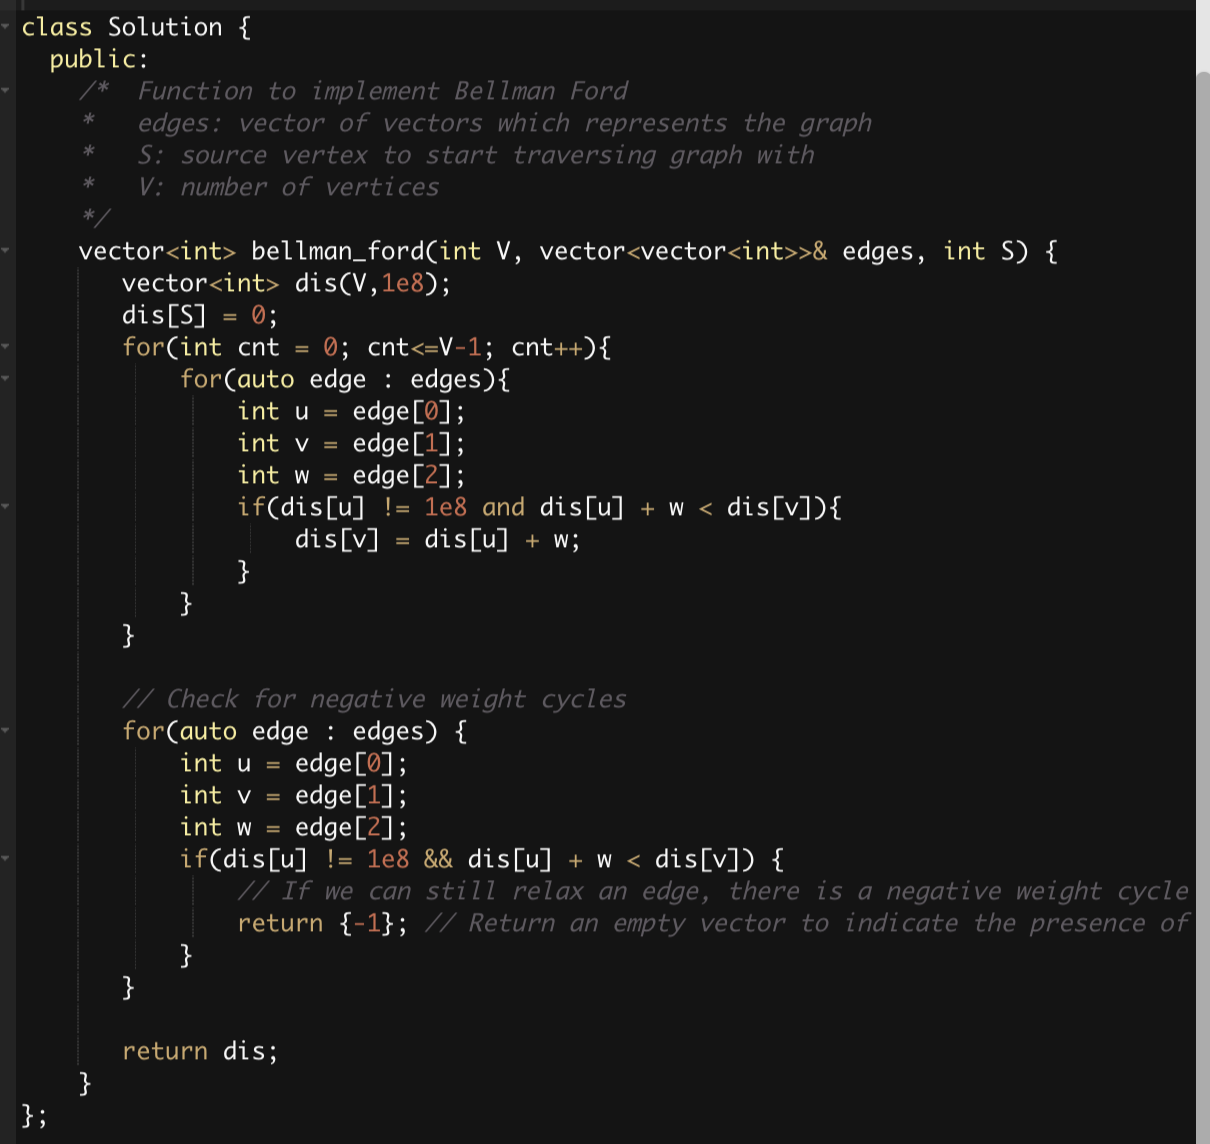 class Solution {
  public:
    /*  Function to implement Bellman Ford
    *   edges: vector of vectors which represents the graph
    *   S: source vertex to start traversing graph with
    *   V: number of vertices
    */
    vector<int> bellman_ford(int V, vector<vector<int>>& edges, int S) {
       vector<int> dis(V,1e8);
       dis[S] = 0;
       for(int cnt = 0; cnt<=V-1; cnt++){
           for(auto edge : edges){
               int u = edge[0];
               int v = edge[1];
               int w = edge[2];
               if(dis[u] != 1e8 and dis[u] + w < dis[v]){
                   dis[v] = dis[u] + w;
               }
           }
       }
       // Check for negative weight cycles
       for(auto edge : edges) {
           int u = edge[0];
           int v = edge[1];
           int w = edge[2];
           if(dis[u] != 1e8 && dis[u] + w < dis[v]) {
               // If we can still relax an edge, there is a negative weight cycle
               return {-1}; // Return an empty vector to indicate the presence of
           }
       }
       return dis;
    }
};